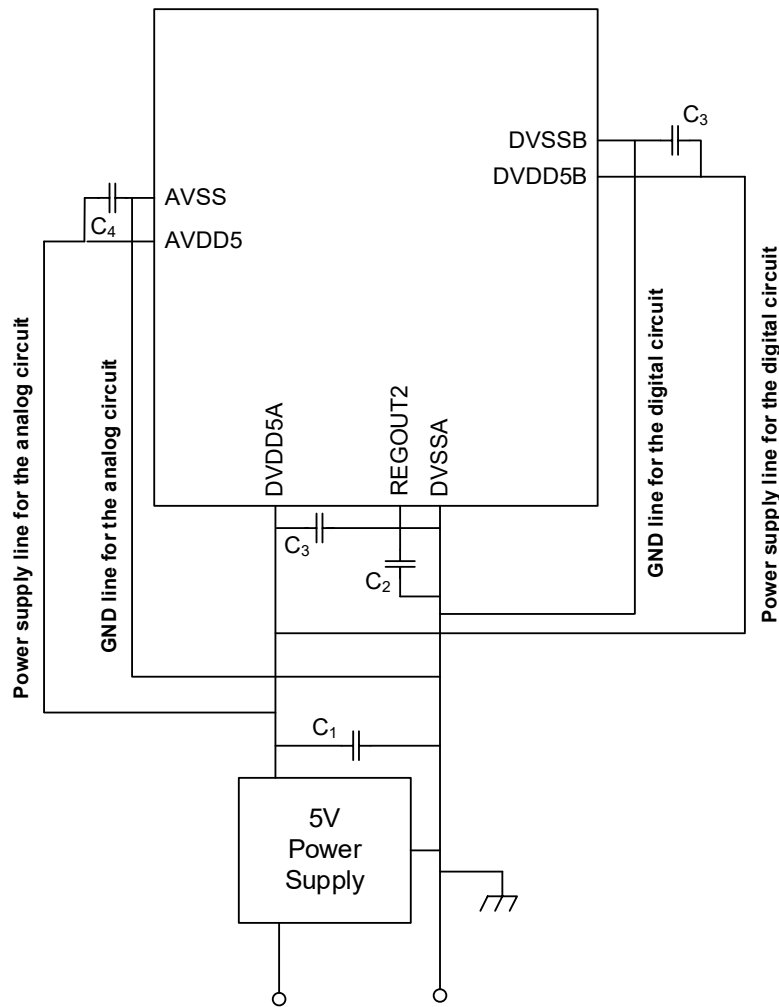 C₃
DVSSB
DVDD5B
AVSS
C₄
AVDD5
Power supply line for the analog circuit
GND line for the analog circuit
GND line for the digital circuit
Power supply line for the digital circuit
DVDD5A
REGOUT2
DVSSA
C₃
C₂
C₁
5V
Power
Supply